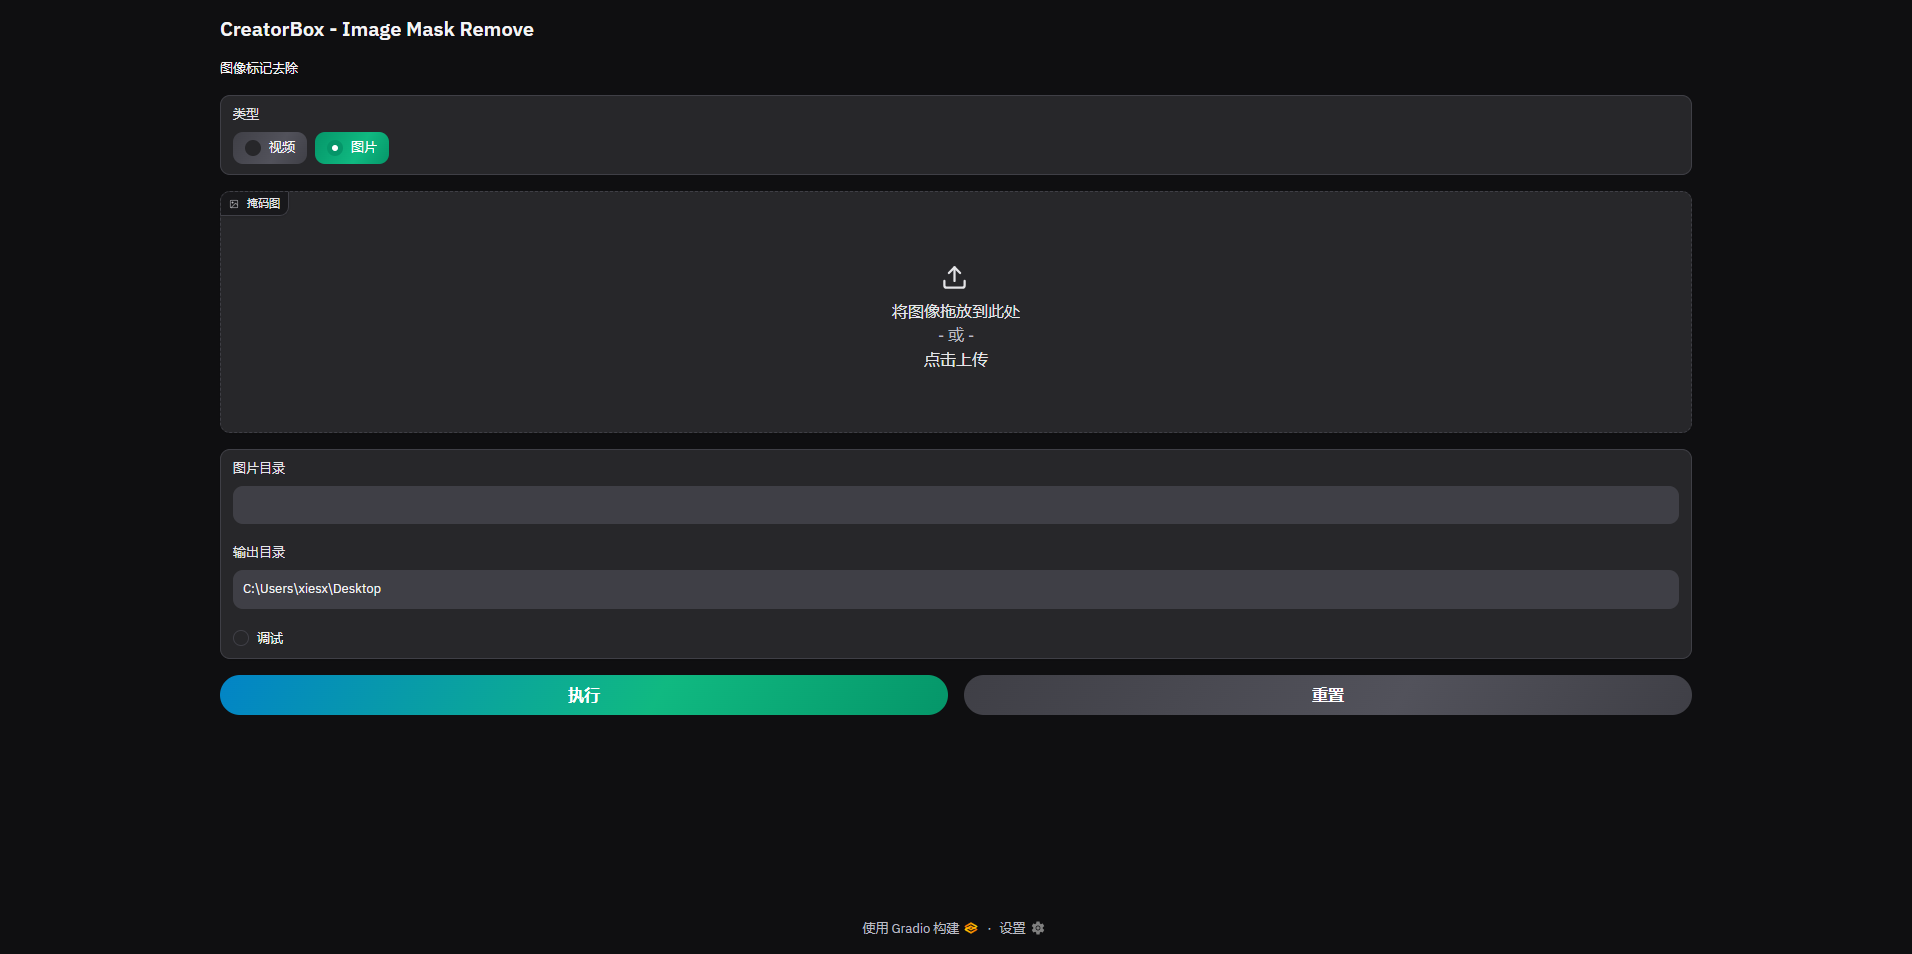 CreatorBox - Image Mask Remove
图像标记去除
类型
视频 图片
掩码图
将图像拖放到此处
- 或 -
点击上传
图片目录
输出目录
C:\Users\xiesx\Desktop
调试
执行 重置
使用 Gradio 构建 · 设置